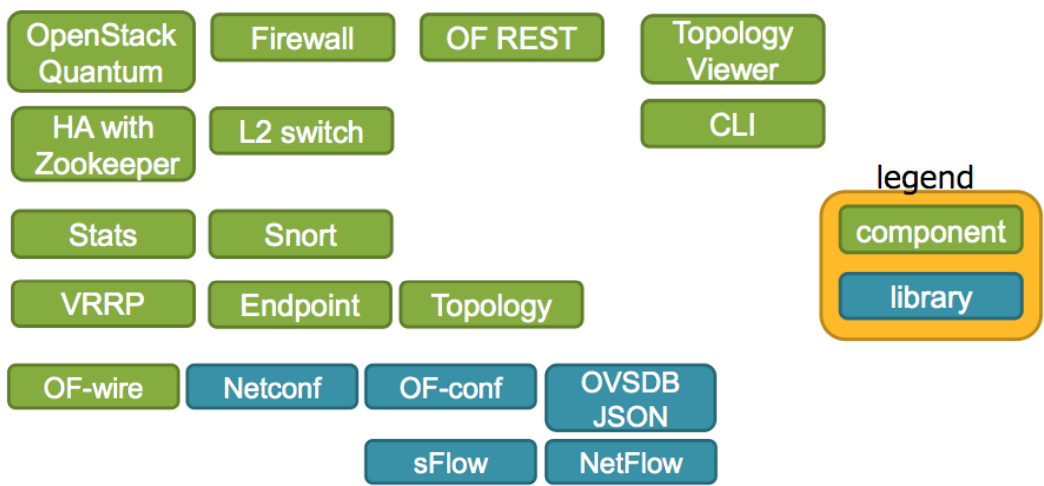 OpenStack
Quantum
Firewall
OF REST
Topology
Viewer
HA with
Zookeeper
L2 switch
CLI
legend
component
library
Stats
Snort
VRRP
Endpoint
Topology
OF-wire
Netconf
OF-conf
OVSDB
JSON
sFlow
NetFlow